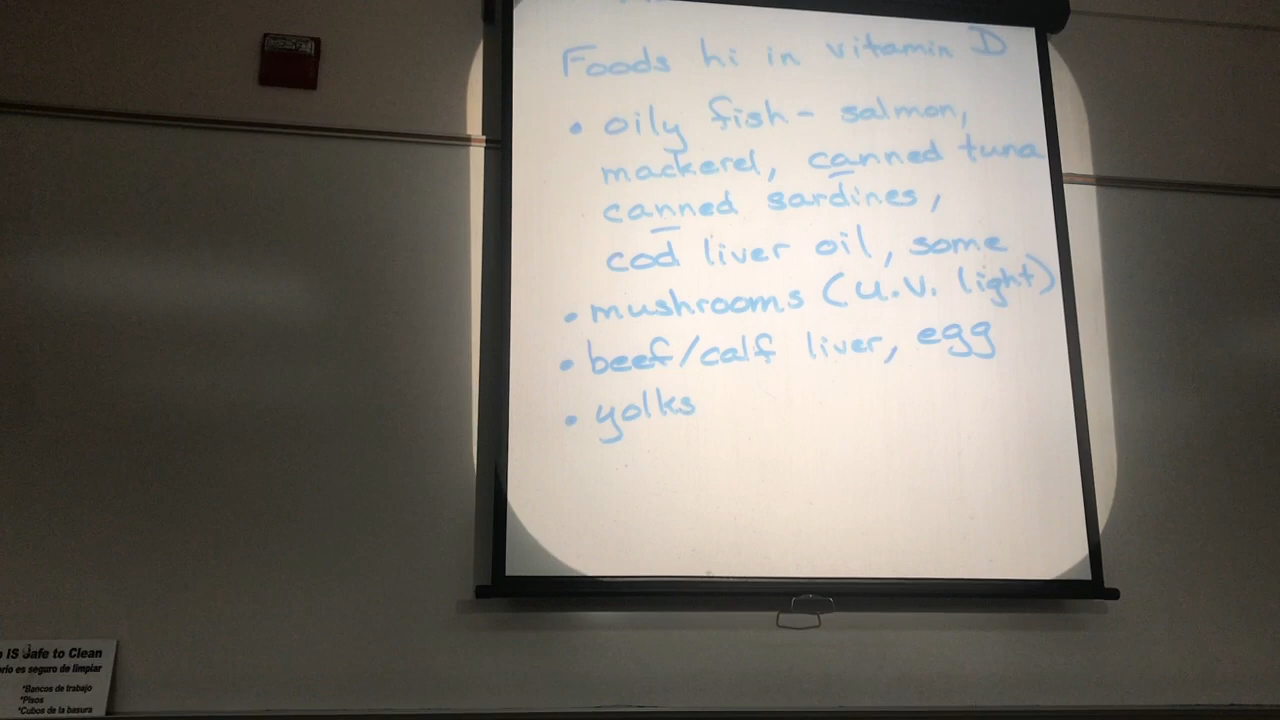 Foods hi in vitamin D
• oily fish - salmon,
mackerel, canned tuna
canned sardines,
cod liver oil, some
• mushrooms (u.v. light)
• beef/calf liver, egg
• yolks
IS Safe to Clean
es seguro de limpiar
*Bancos de trabajo
*Pisos
*Cubos de la basura